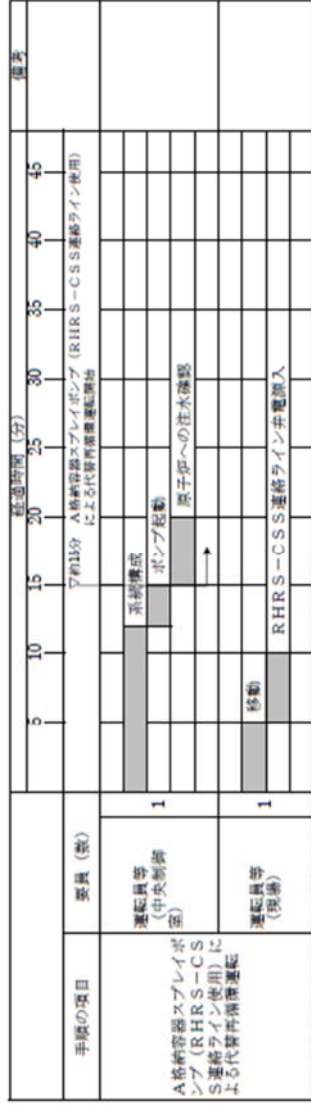 経過時間（分）
備考
5 10 15 20 25 30 35 40 45
手順の項目
要員（数）
▽約15分 A格納容器スプレイポンプ（RHRS－CSS連絡ライン使用）
による代替再循環運転開始
A格納容器スプレイポ
ンプ（RHRS－CS
S連絡ライン使用）に
よる代替再循環運転
運転員等
（中央制御
室）
1
系統構成
ポンプ起動
原子炉への注水確認
運転員等
（現場）
1
移動
RHRS－CSS連絡ライン弁電源入